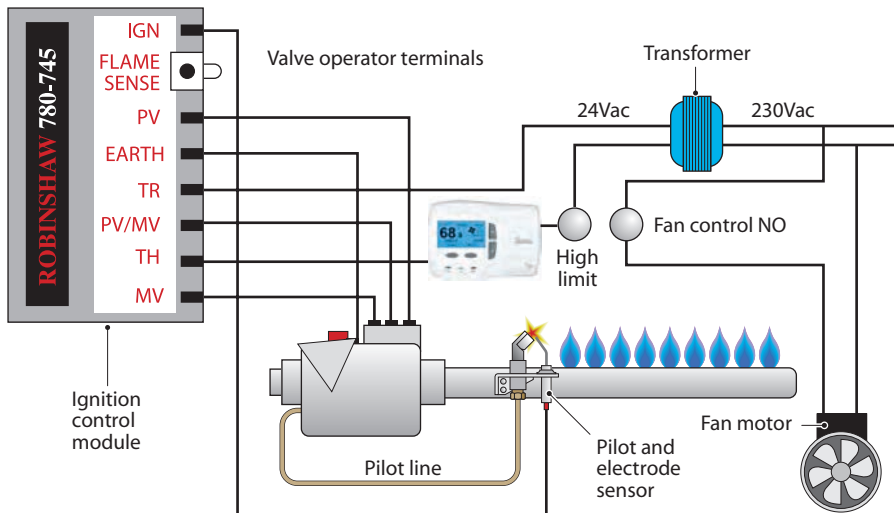 IGN
FLAME
SENSE
PV
EARTH
TR
PV/MV
TH
MV
ROBINSHAW 780-745
Valve operator terminals
Transformer
24Vac
230Vac
68
High
limit
Fan control NO
Ignition
control
module
Pilot line
Pilot and
electrode
sensor
Fan motor